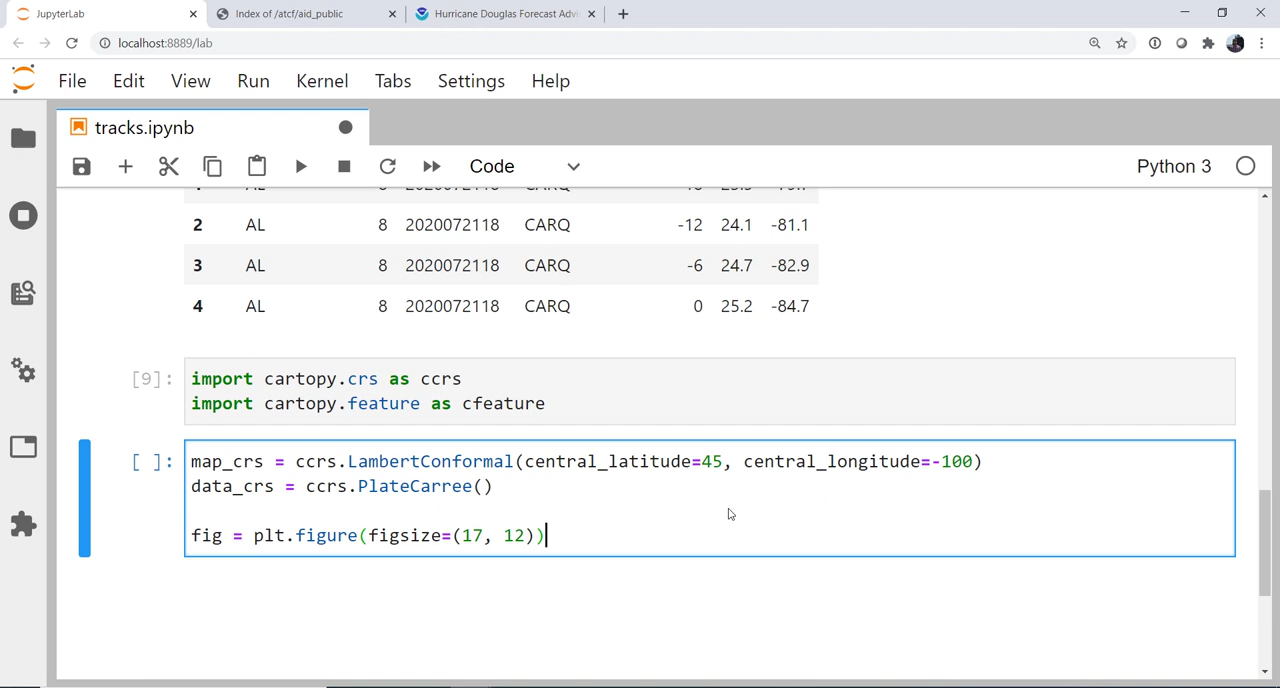 JupyterLab
Index of /atcf/aid_public
Hurricane Douglas Forecast Advi
localhost:8889/lab
File Edit View Run Kernel Tabs Settings Help
tracks.ipynb
Code
Python 3
2 AL 8 2020072118 CARQ -12 24.1 -81.1
3 AL 8 2020072118 CARQ -6 24.7 -82.9
4 AL 8 2020072118 CARQ 0 25.2 -84.7
[9]: import cartopy.crs as ccrs
import cartopy.feature as cfeature
[ ]: map_crs = ccrs.LambertConformal(central_latitude=45, central_longitude=-100)
data_crs = ccrs.PlateCarree()
fig = plt.figure(figsize=(17, 12))